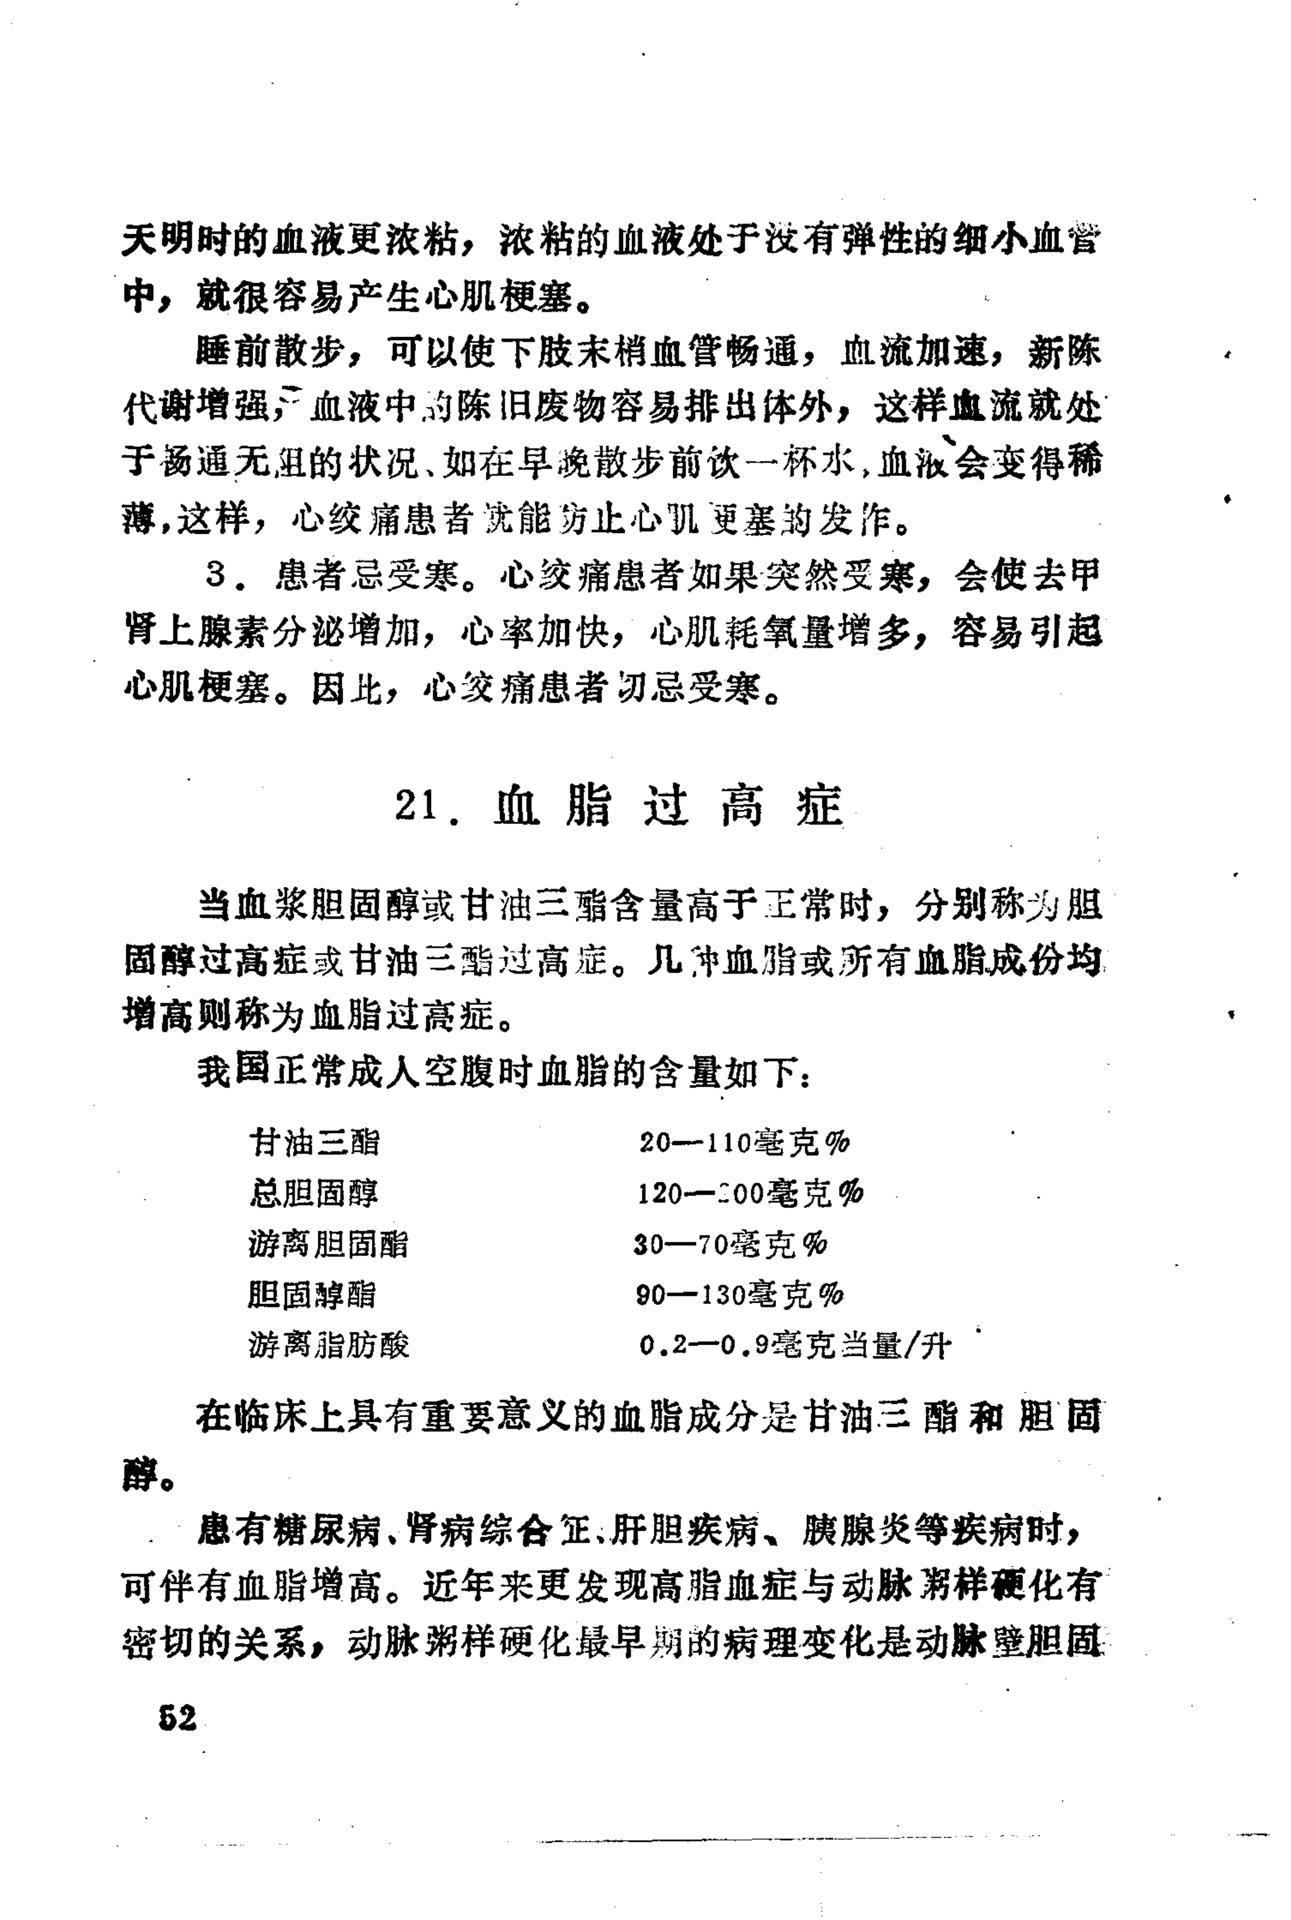 天明时的血液更浓粘，浓粘的血液处于没有弹性的细小血管
中，就很容易产生心肌梗塞。
睡前散步，可以使下肢末梢血管畅通，血流加速，新陈
代谢增强，血液中的陈旧废物容易排出体外，这样血流就处
于畅通无阻的状况、如在早晚散步前饮一杯水，血液会变得稀
薄，这样，心绞痛患者就能防止心肌梗塞的发作。
3．患者忌受寒。心绞痛患者如果突然受寒，会使去甲
肾上腺素分泌增加，心率加快，心肌耗氧量增多，容易引起
心肌梗塞。因此，心绞痛患者切忌受寒。
21．血脂过高症
当血浆胆固醇或甘油三酯含量高于正常时，分别称为胆
固醇过高症或甘油三酯过高症。几种血脂或所有血脂成份均
增高则称为血脂过高症。
我国正常成人空腹时血脂的含量如下：
甘油三酯 20—110毫克%
总胆固醇 120—200毫克%
游离胆固酯 30—70毫克%
胆固醇酯 90—130毫克%
游离脂肪酸 0.2—0.9毫克当量/升
在临床上具有重要意义的血脂成分是甘油三酯和胆固
醇。
患有糖尿病、肾病综合征、肝胆疾病、胰腺炎等疾病时，
可伴有血脂增高。近年来更发现高脂血症与动脉粥样硬化有
密切的关系，动脉粥样硬化最早期的病理变化是动脉壁胆固
52